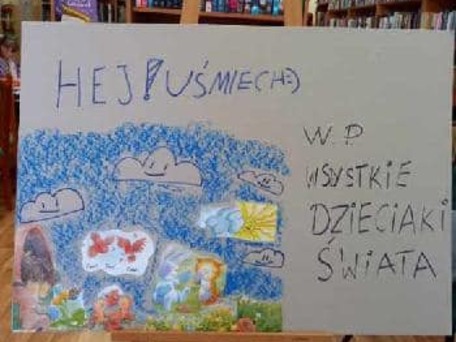 HEJ! UŚMIECH:)
W.P.
WSYSTKIE
DZIECIAKI
ŚWIATA